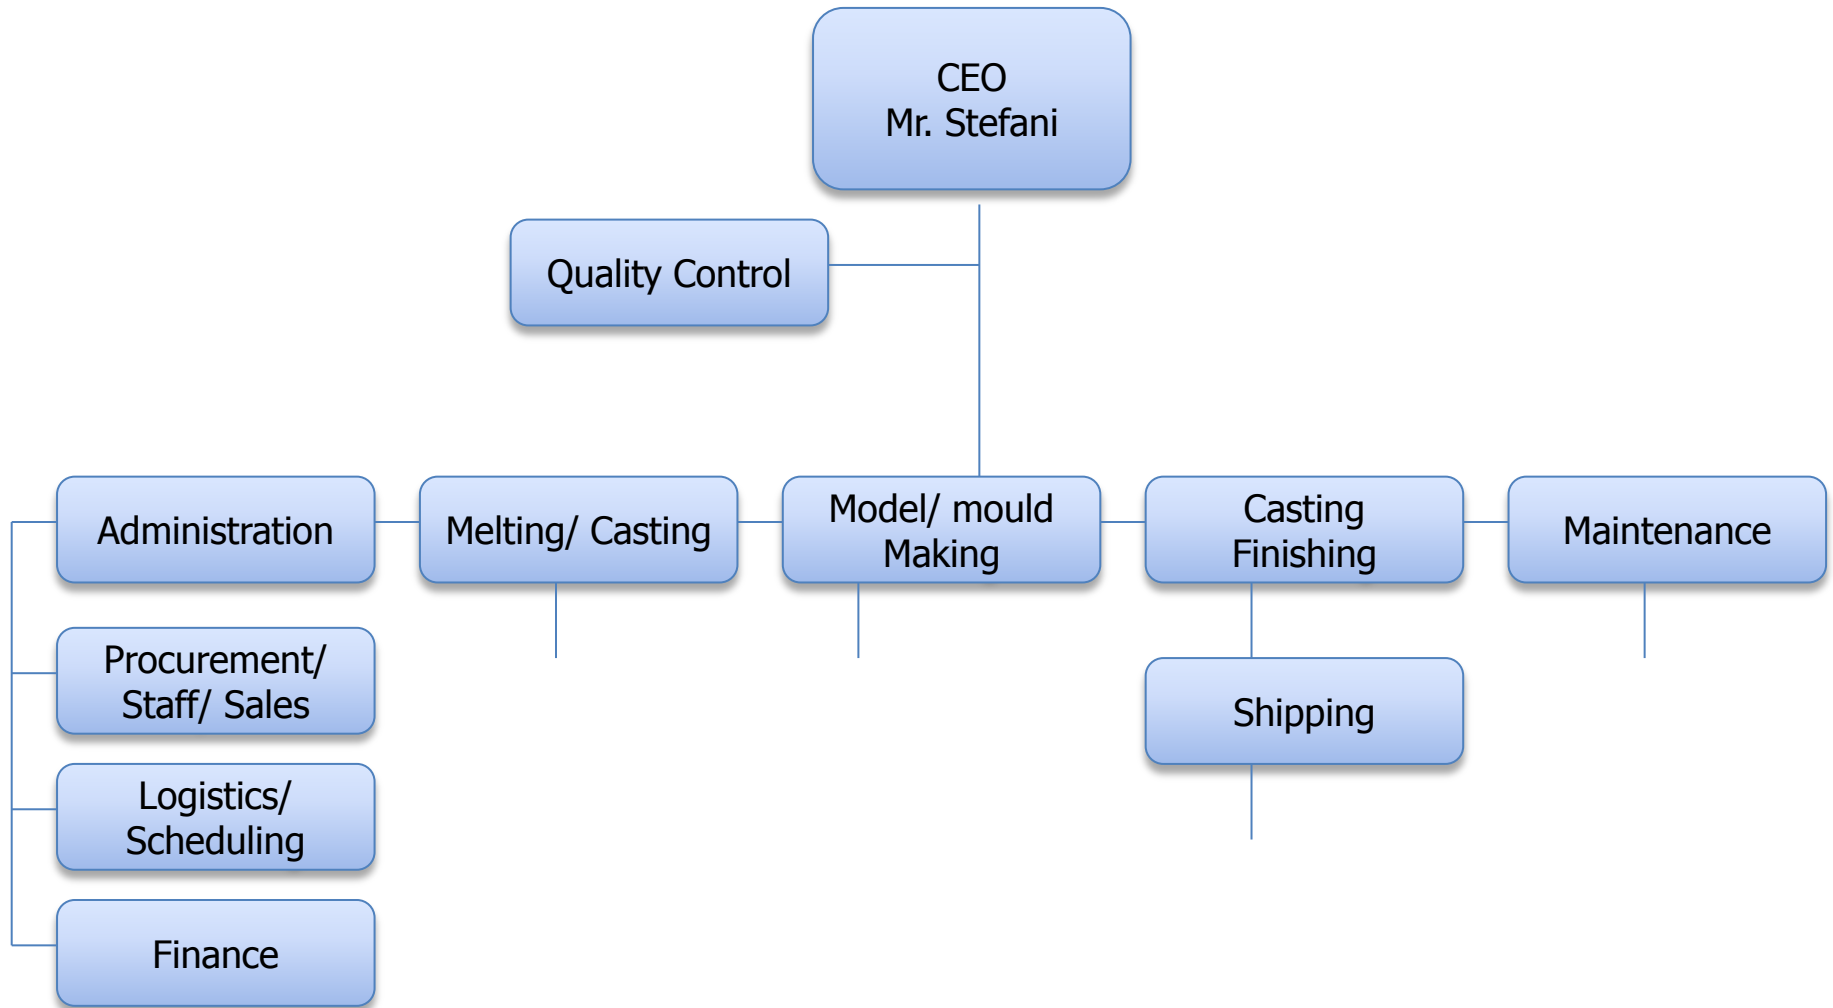 CEO
Mr. Stefani
Quality Control
Administration
Melting/ Casting
Model/ mould
Making
Casting
Finishing
Maintenance
Procurement/
Staff/ Sales
Shipping
Logistics/
Scheduling
Finance